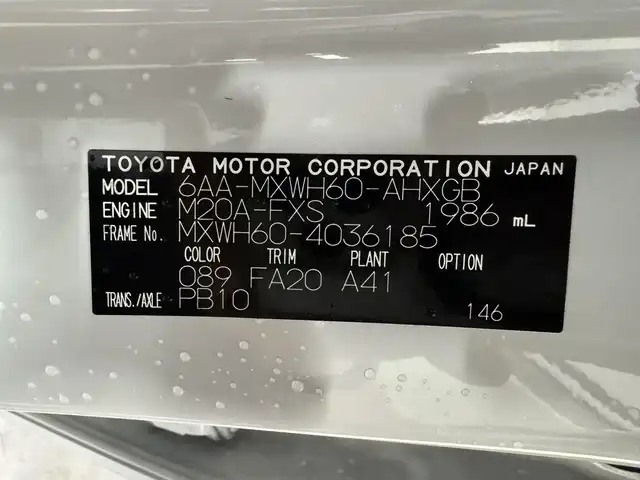 TOYOTA MOTOR CORPORATION JAPAN
MODEL 6AA-MXWH60-AHXGB
ENGINE M20A-FXS 1986 mL
FRAME No. MXWH60-4036185
COLOR TRIM PLANT OPTION
089 FA20 A41
TRANS./AXLE PB10 146